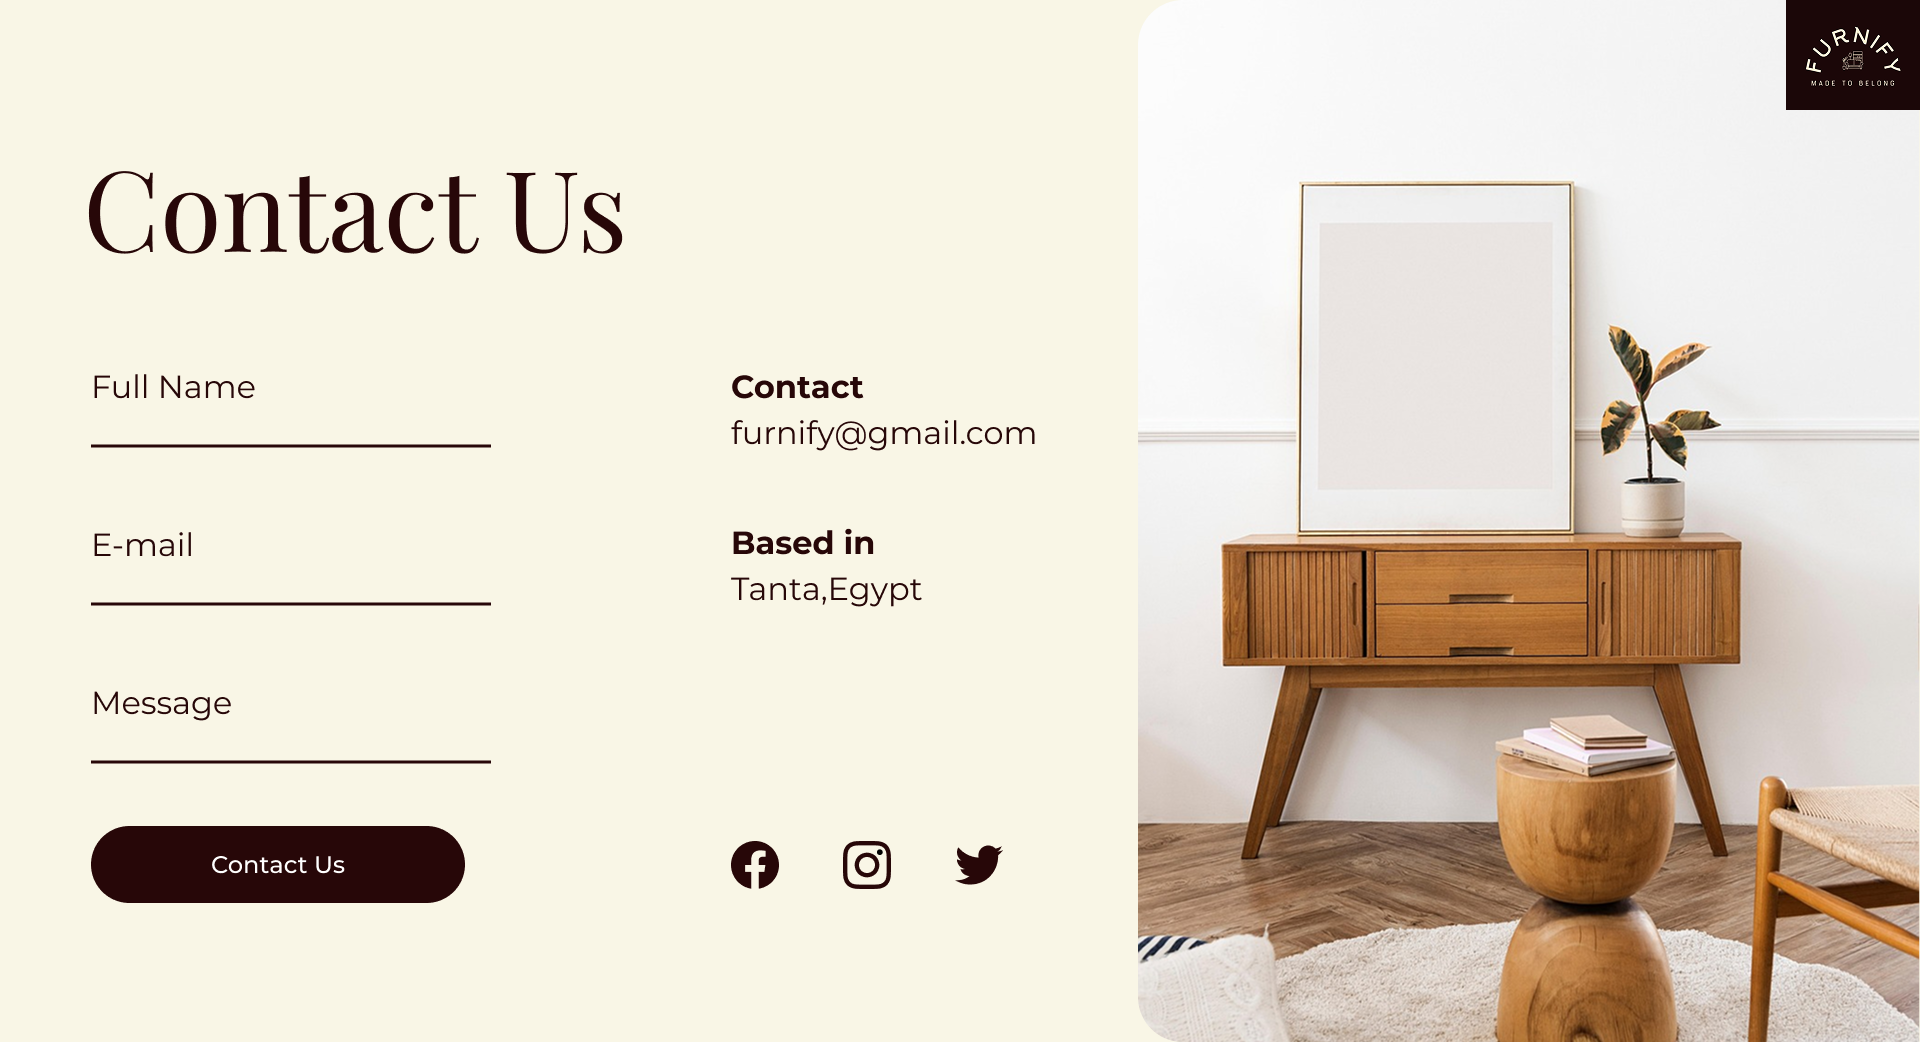 FURNIFY
MADE TO BELONG
Contact Us
Full Name
E-mail
Message
Contact Us
Contact
furnify@gmail.com
Based in
Tanta,Egypt